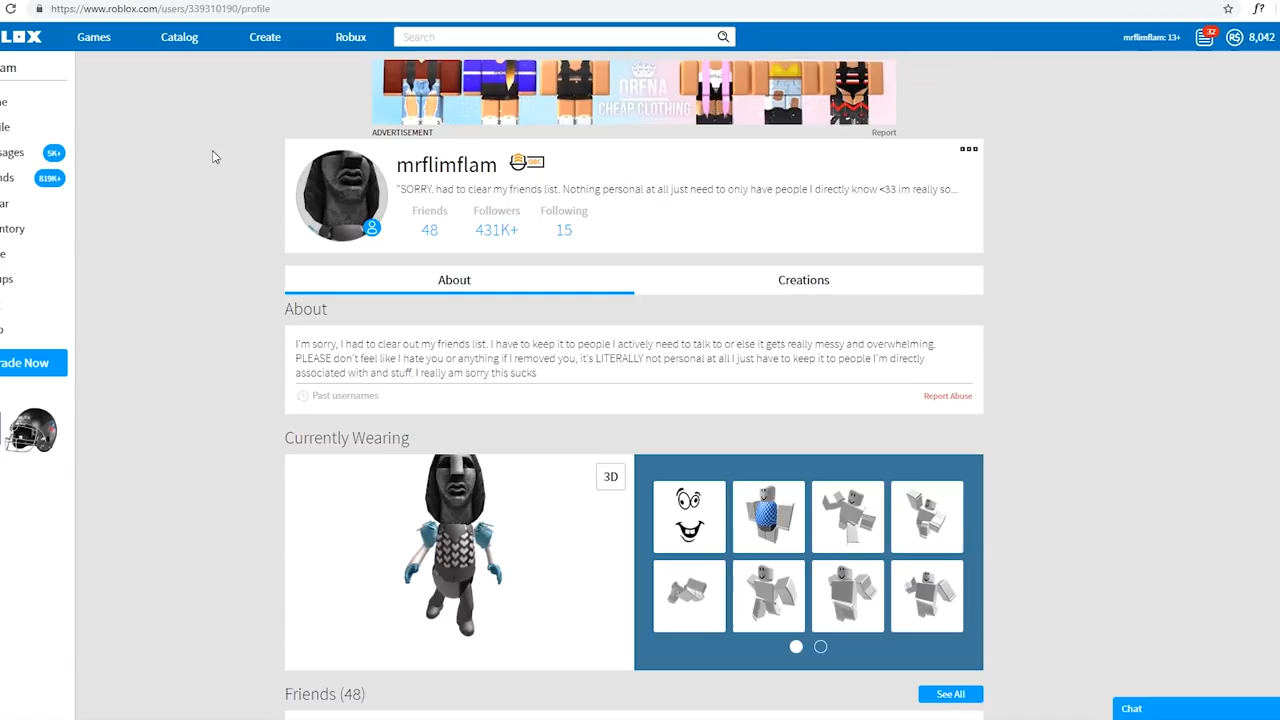 https://www.roblox.com/users/339310190/profile
f?
LOX
Games
Catalog
Create
Robux
Search
mrflimflam: 13+
32
R$
8,042
am
ne
ile
sages
5K+
nds
819K+
ar
ntory
e
ups
o
rade Now
ORENA
CHEAP CLOTHING
ADVERTISEMENT
Report
mrflimflam
OBC
"SORRY. had to clear my friends list. Nothing personal at all just need to only have people I directly know <33 im really so...
Friends
Followers
Following
48
431K+
15
About
Creations
About
I'm sorry, I had to clear out my friends list. I have to keep it to people I actively need to talk to or else it gets really messy and overwhelming.
PLEASE don't feel like I hate you or anything if I removed you, it's LITERALLY not personal at all I just have to keep it to people I'm directly
associated with and stuff. I really am sorry this sucks
Past usernames
Report Abuse
Currently Wearing
3D
Friends (48)
See All
Chat